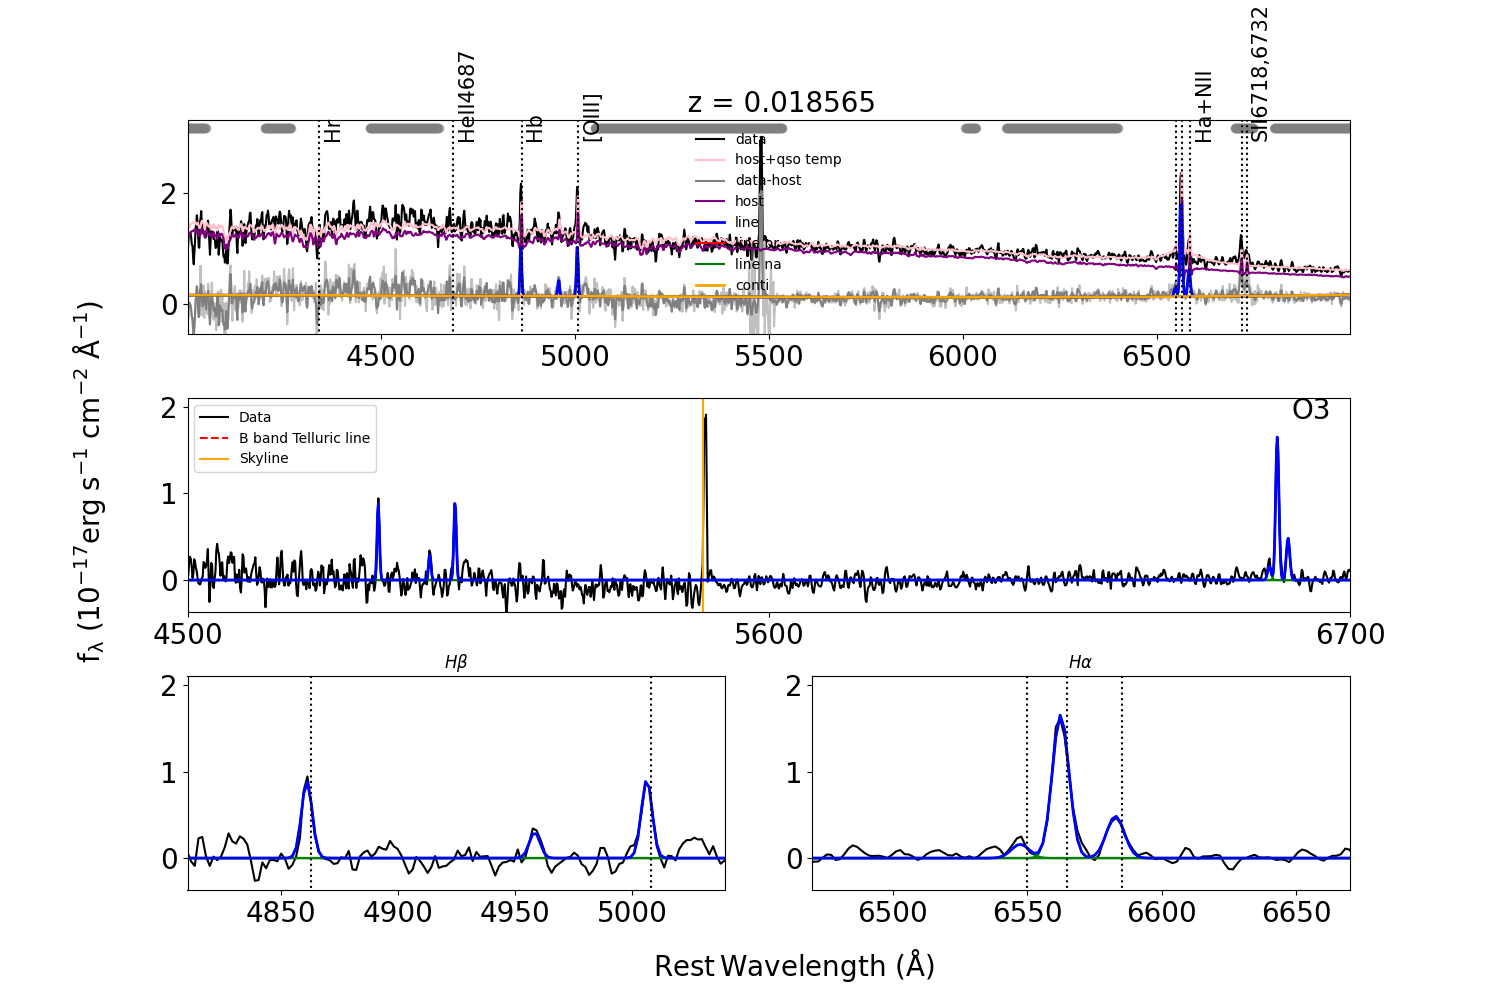 z = 0.018565
Hr
HeII4687
Hb
[OIII]
Ha+NII
SII6718,6732
data
host+qso temp
data-host
host
line
line na
conti
2
0
4500 5000 5500 6000 6500
f_λ (10^−17 erg s^−1 cm^−2 Å^−1)
O3
Data
B band Telluric line
Skyline
2
1
0
4500 5600 6700
Hβ
2
1
0
4850 4900 4950 5000
Hα
2
1
0
6500 6550 6600 6650
Rest Wavelength (Å)